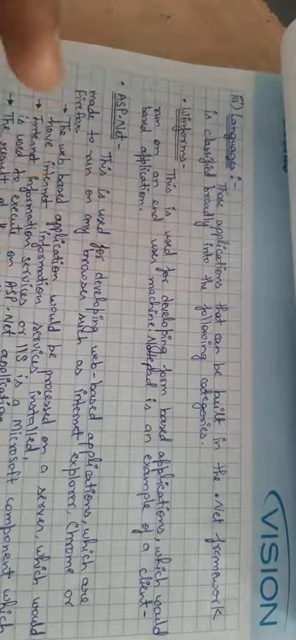 VISION
iii) Languages :-
Those applications that can be built in the .Net framework
is classified broadly into the following categories.
• Winforms:- This is used for developing form based applications, which would
run on an end user machine. Notepad is an example of a client-
based application.
• ASP.Net- This is used for developing web-based applications, which are
made to run on any browser such as internet explorer, Chrome or
firefox.
→ The web based application would be processed on a server, which would
have internet information services installed.
→ Internet information services or IIS is a Microsoft component which
is used to execute on ASP.Net application.
→ The result of